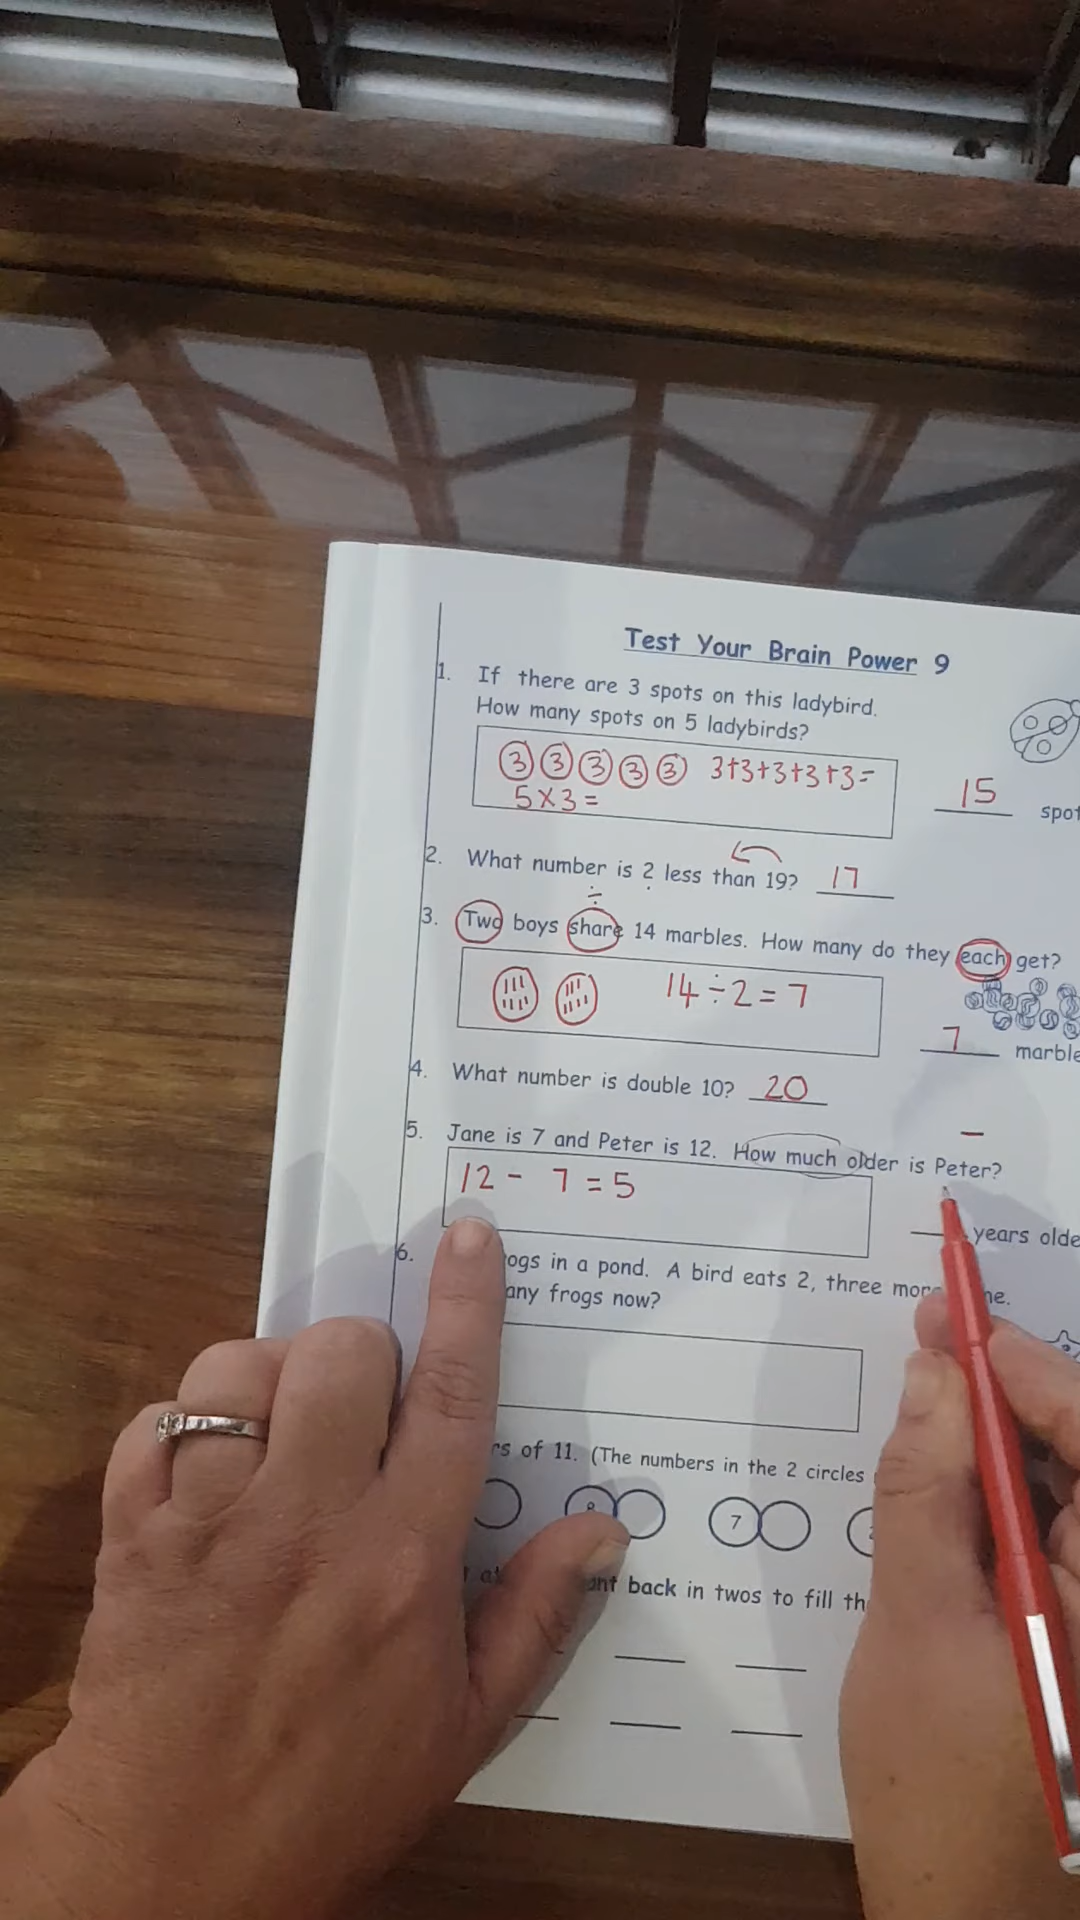 Test Your Brain Power 9
1. If there are 3 spots on this ladybird.
How many spots on 5 ladybirds?
3 3 3 3 3 3+3+3+3+3=
5×3=
15
2. What number is 2 less than 19? 17
÷
3. Two boys share 14 marbles. How many do they each get?
14÷2=7
7
4. What number is double 10? 20
–
5. Jane is 7 and Peter is 12. How much older is Peter?
12 - 7 = 5
years
6. in a pond. A bird eats 2, three
frogs now?
of 11. (The numbers in the 2 circles
7
back in twos to fill